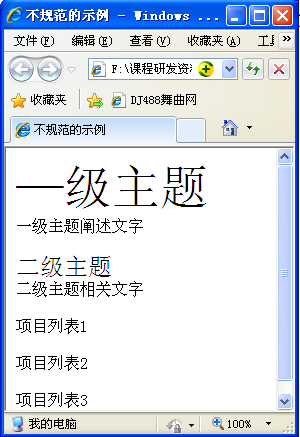 不规范的示例 - Windows ...
文件(F) 编辑(E) 查看(V) 收藏夹(A) 工 »
F:\课程研发资
收藏夹 DJ488舞曲网
不规范的示例
一级主题
一级主题阐述文字
二级主题
二级主题相关文字
项目列表1
项目列表2
项目列表3
我的电脑 100%